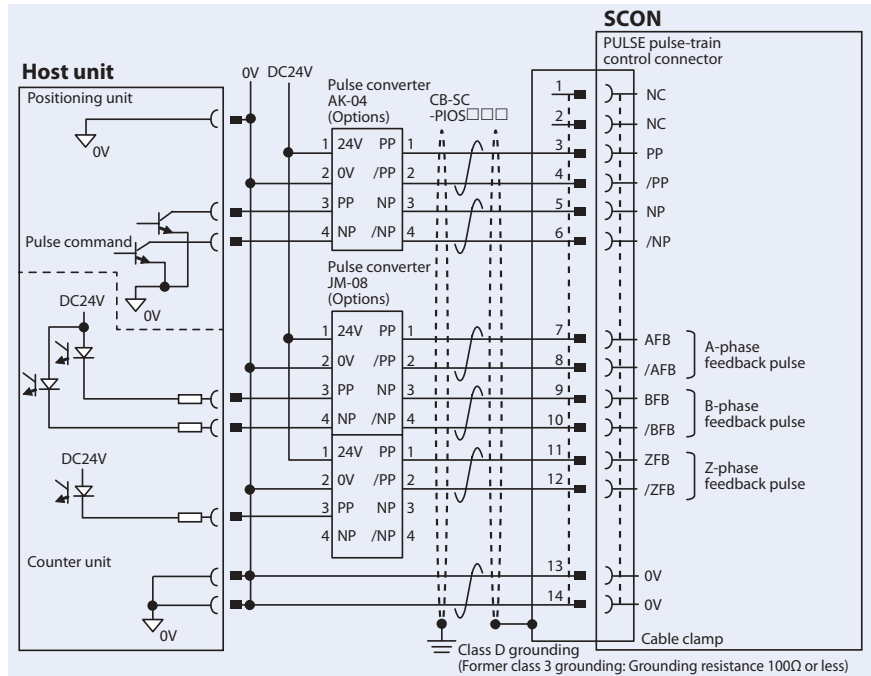 SCON
PULSE pulse-train
control connector
Host unit
Positioning unit
0V
Pulse command
0V
DC24V
DC24V
Counter unit
0V
0V DC24V
Pulse converter
AK-04
(Options)
1 24V PP 1
2 0V /PP 2
3 PP NP 3
4 NP /NP 4
Pulse converter
JM-08
(Options)
1 24V PP 1
2 0V /PP 2
3 PP NP 3
4 NP /NP 4
1 24V PP 1
2 0V /PP 2
3 PP NP 3
4 NP /NP 4
CB-SC
-PIOS□□□
1 NC
2 NC
3 PP
4 /PP
5 NP
6 /NP
7 AFB
8 /AFB
A-phase
feedback pulse
9 BFB
10 /BFB
B-phase
feedback pulse
11 ZFB
12 /ZFB
Z-phase
feedback pulse
13 0V
14 0V
Cable clamp
Class D grounding
(Former class 3 grounding: Grounding resistance 100Ω or less)